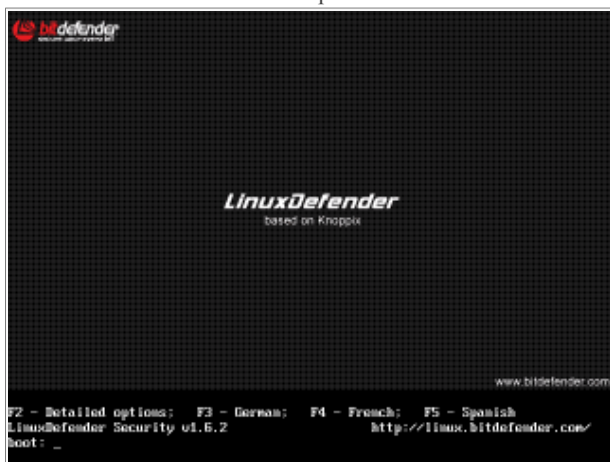 bitdefender
LinuxDefender
based on Knoppix
www.bitdefender.com
F2 - Detailed options; F3 - German; F4 - French; F5 - Spanish
LinuxDefender Security v1.6.2 http://linux.bitdefender.com/
boot: _